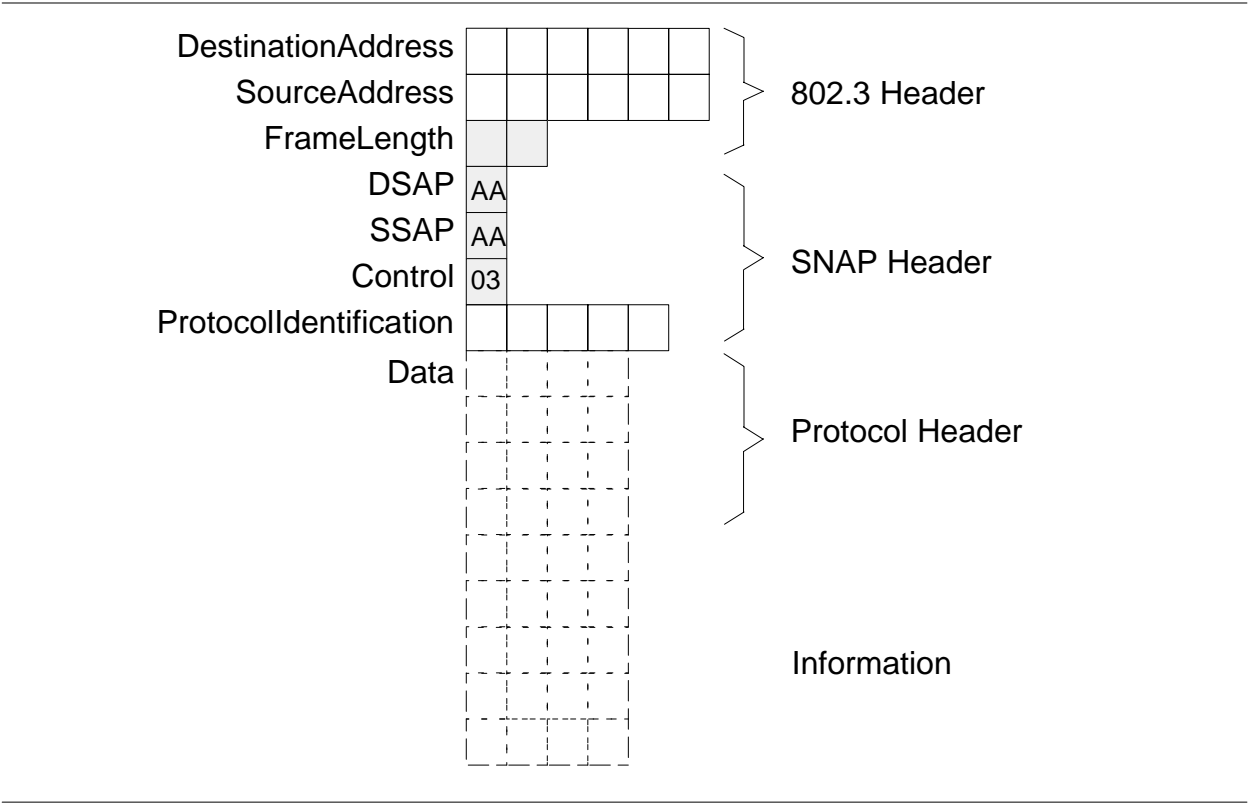 DestinationAddress
SourceAddress
802.3 Header
FrameLength
DSAP AA
SSAP AA
SNAP Header
Control 03
ProtocolIdentification
Data
Protocol Header
Information